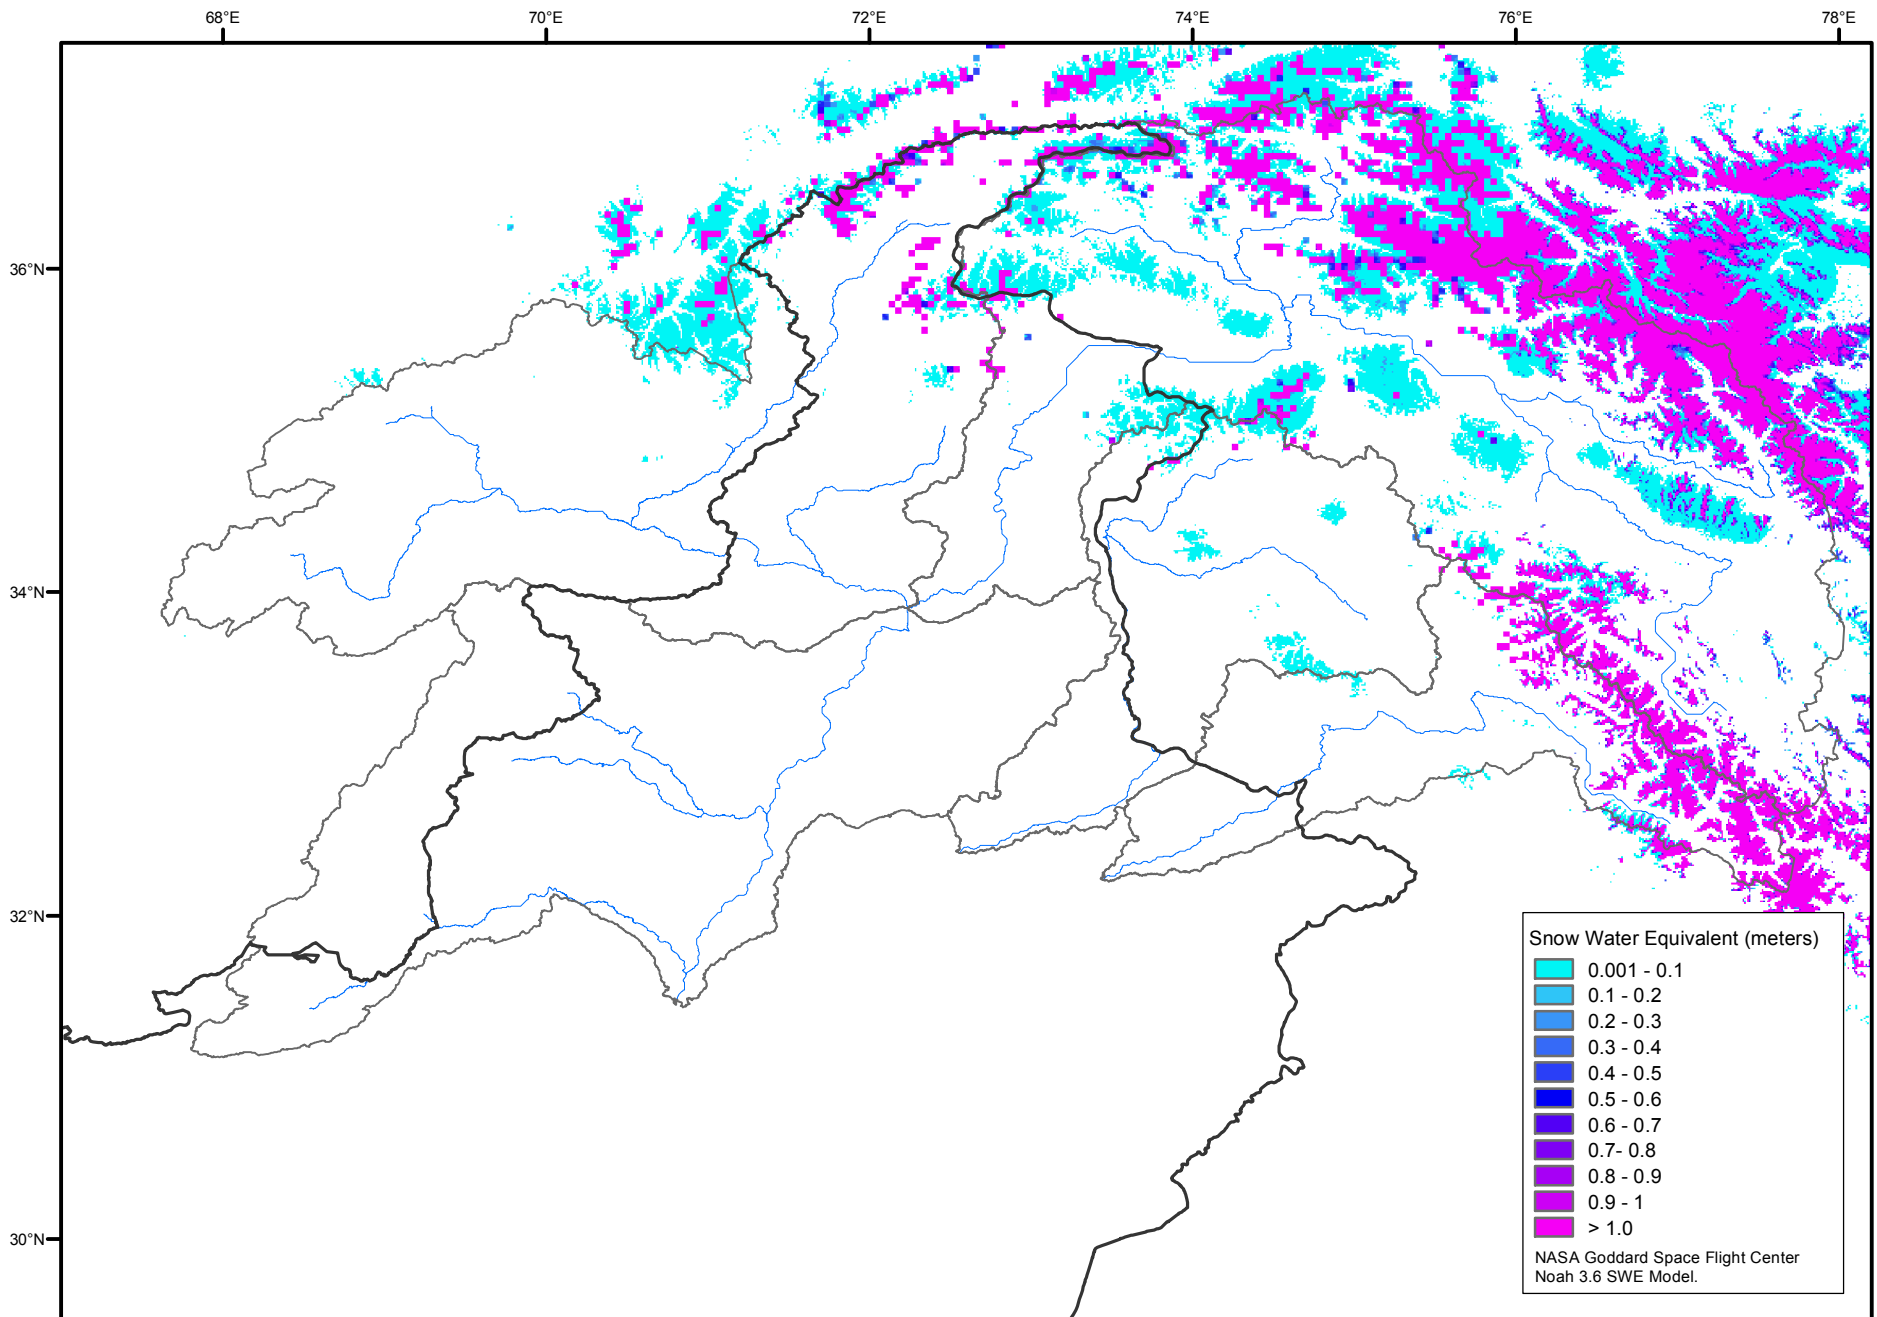 68°E
70°E
72°E
74°E
76°E
78°E
36°N
34°N
32°N
30°N
Snow Water Equivalent (meters)
0.001 - 0.1
0.1 - 0.2
0.2 - 0.3
0.3 - 0.4
0.4 - 0.5
0.5 - 0.6
0.6 - 0.7
0.7- 0.8
0.8 - 0.9
0.9 - 1
> 1.0
NASA Goddard Space Flight Center
Noah 3.6 SWE Model.